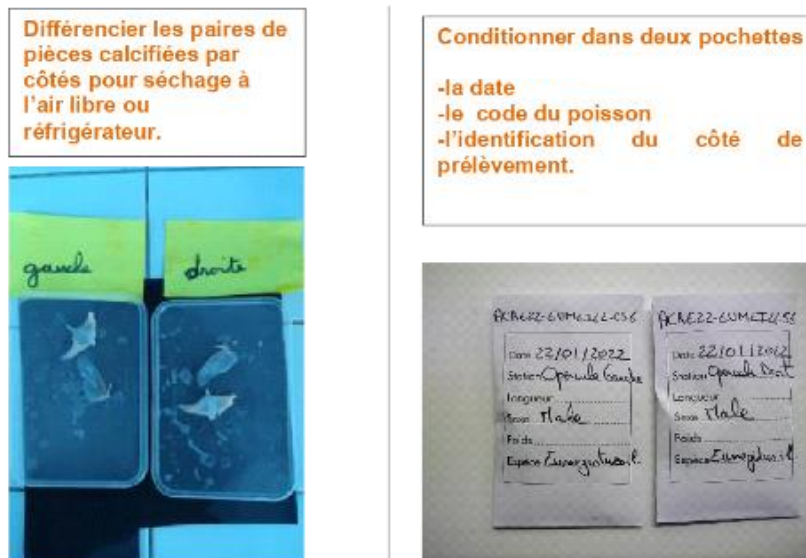 Différencier les paires de
pièces calcifiées par
côtés pour séchage à
l'air libre ou
réfrigérateur.
gauche
droite
Conditionner dans deux pochettes
-la date
-le code du poisson
-l'identification du côté de
prélèvement.
Date 22/01/2022
Station Opercule Gauche
Longueur
Sexe Male
Poids
Espèce
Date 22/01/2022
Station Opercule Droit
Longueur
Sexe Male
Poids
Espèce